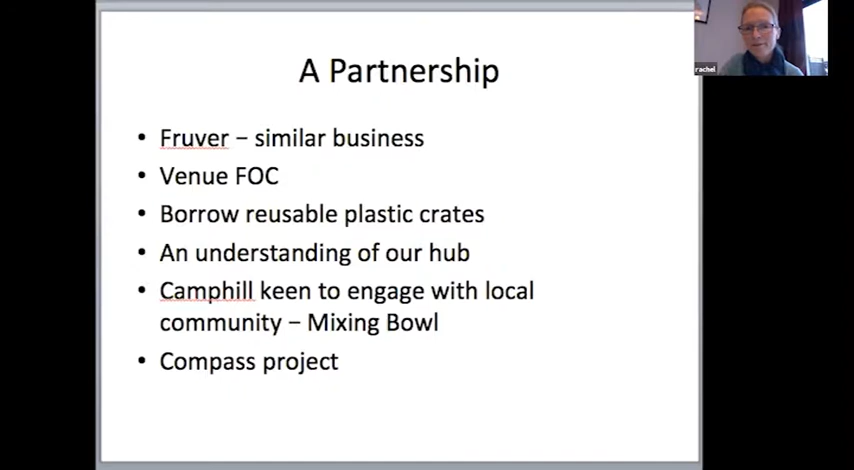 A Partnership
• Fruver – similar business
• Venue FOC
• Borrow reusable plastic crates
• An understanding of our hub
• Camphill keen to engage with local
community – Mixing Bowl
• Compass project
rachel